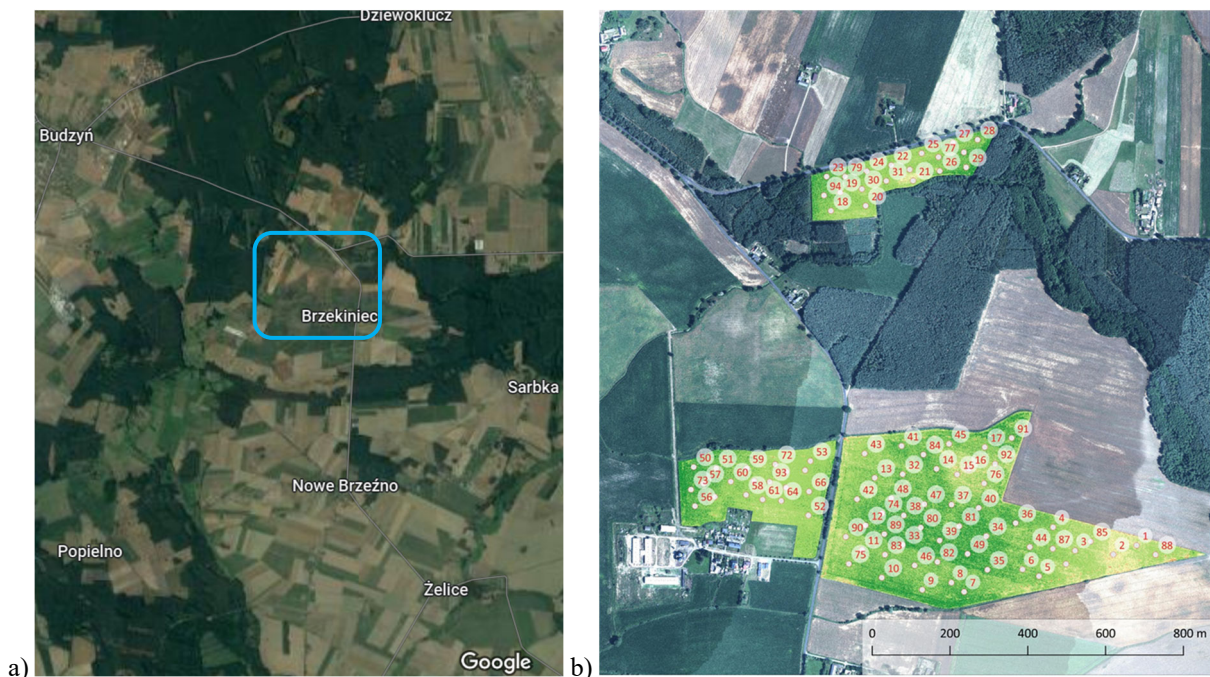 a)
Dziewoklucz
Budzyń
Brzekiniec
Sarbka
Nowe Brzeźno
Popielno
Żelice
Google
b)
27 28
25 77
23 79 24 22 26 29
94 19 30 31 21
18 20
91
41 45 17
43 84 92
50 51 59 72 53 14 15 16
57 60 93 13 32 76
73 58 61 64 66 42 48 47 37 40
56 52 74 38 36 4
12 80 81
90 89 39 34 85
11 33 44 87 3 1
75 83 46 82 49 2 88
10 35 6 5
9 8 7
0 200 400 600 800 m